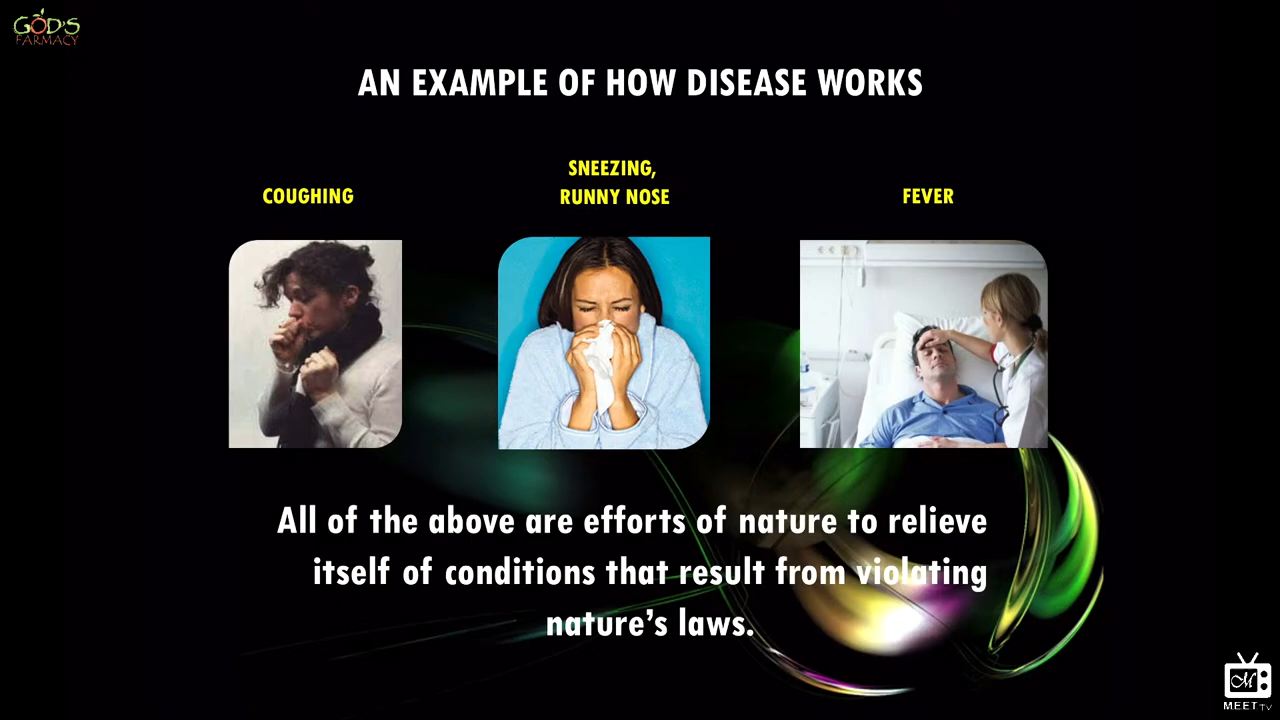 GOD'S
FARMACY
AN EXAMPLE OF HOW DISEASE WORKS
COUGHING
SNEEZING,
RUNNY NOSE
FEVER
All of the above are efforts of nature to relieve
itself of conditions that result from violating
nature's laws.
M
MEET TV